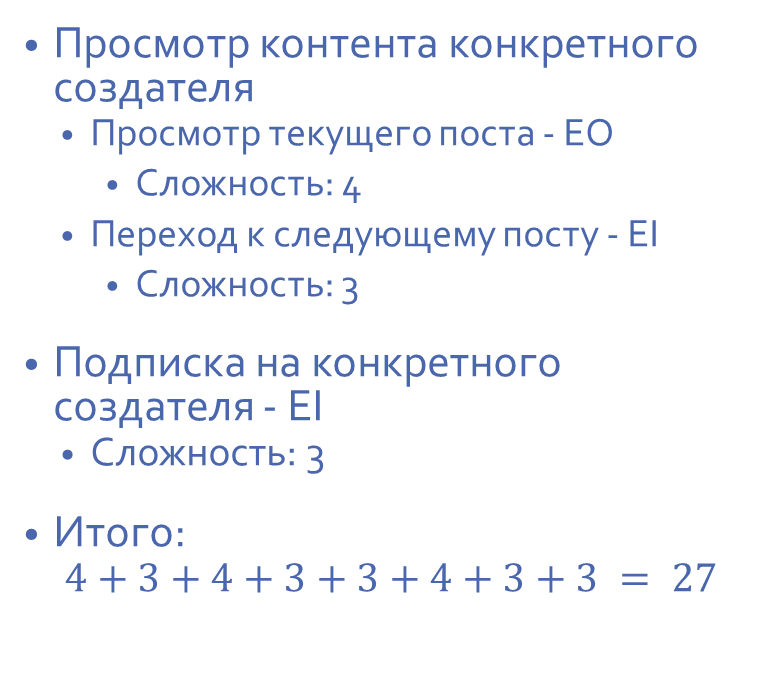 • Просмотр контента конкретного
создателя
• Просмотр текущего поста - EO
• Сложность: 4
• Переход к следующему посту - EI
• Сложность: 3
• Подписка на конкретного
создателя - EI
• Сложность: 3
• Итого:
4 + 3 + 4 + 3 + 3 + 4 + 3 + 3 = 27